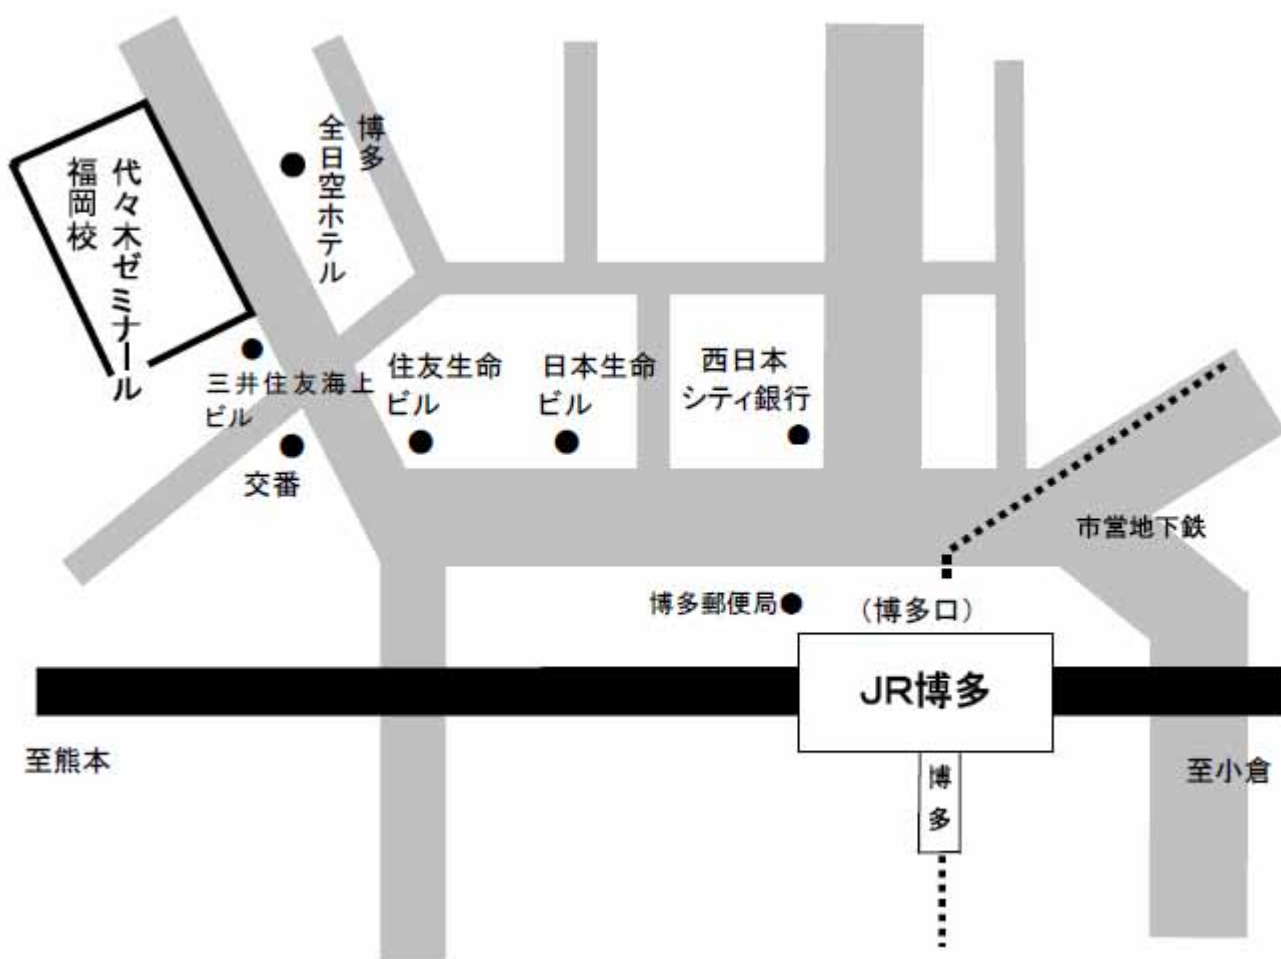 代々木ゼミナール
福岡校
博多
全日空ホテル
三井住友海上
ビル
交番
住友生命
ビル
日本生命
ビル
西日本
シティ銀行
市営地下鉄
博多郵便局
（博多口）
JR博多
博多
至熊本
至小倉